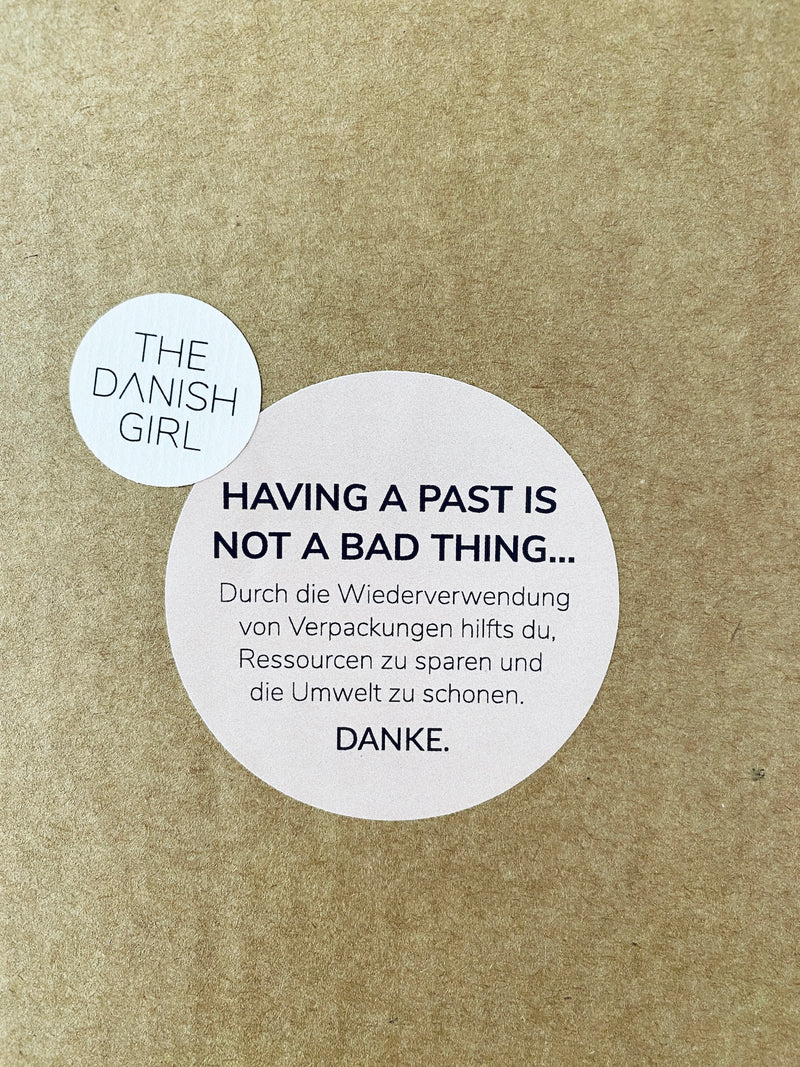 THE
DANISH
GIRL
HAVING A PAST IS
NOT A BAD THING...
Durch die Wiederverwendung
von Verpackungen hilfts du,
Ressourcen zu sparen und
die Umwelt zu schonen.
DANKE.